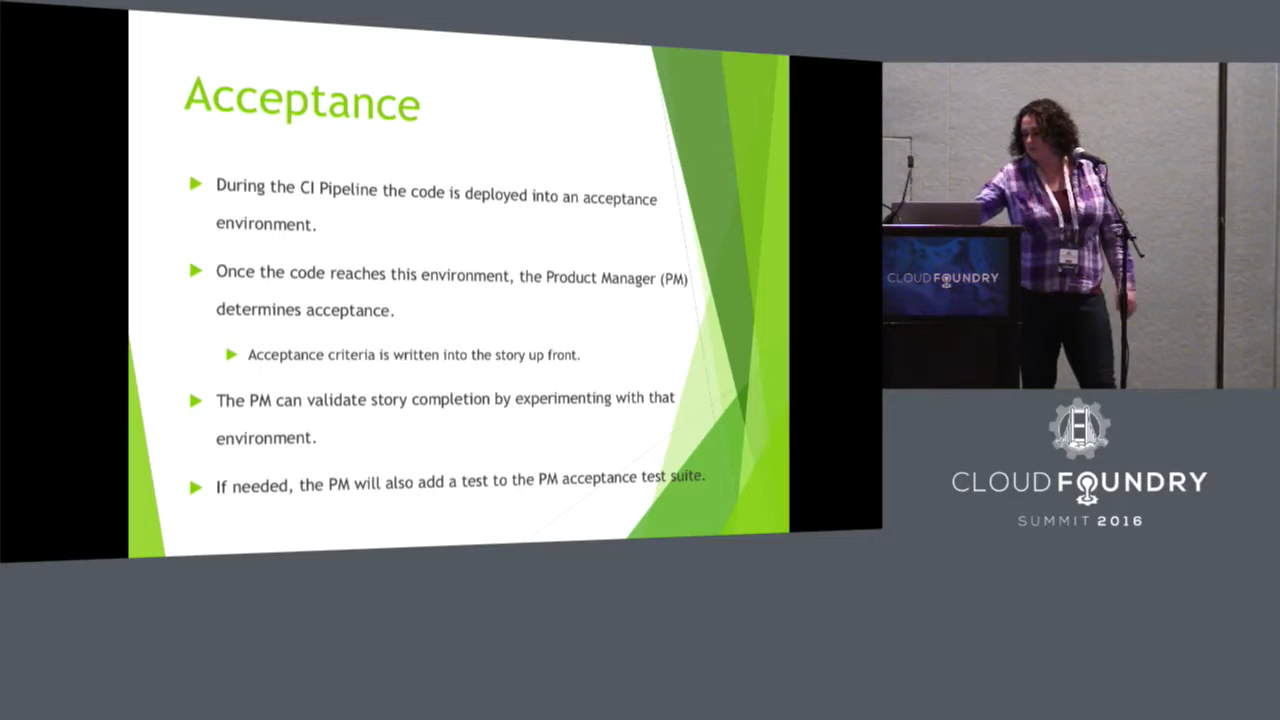 Acceptance
During the CI Pipeline the code is deployed into an acceptance
environment.
Once the code reaches this environment, the Product Manager (PM)
determines acceptance.
Acceptance criteria is written into the story up front.
The PM can validate story completion by experimenting with that
environment.
If needed, the PM will also add a test to the PM acceptance test suite.
CLOUD FOUNDRY
CLOUD FOUNDRY
SUMMIT 2016